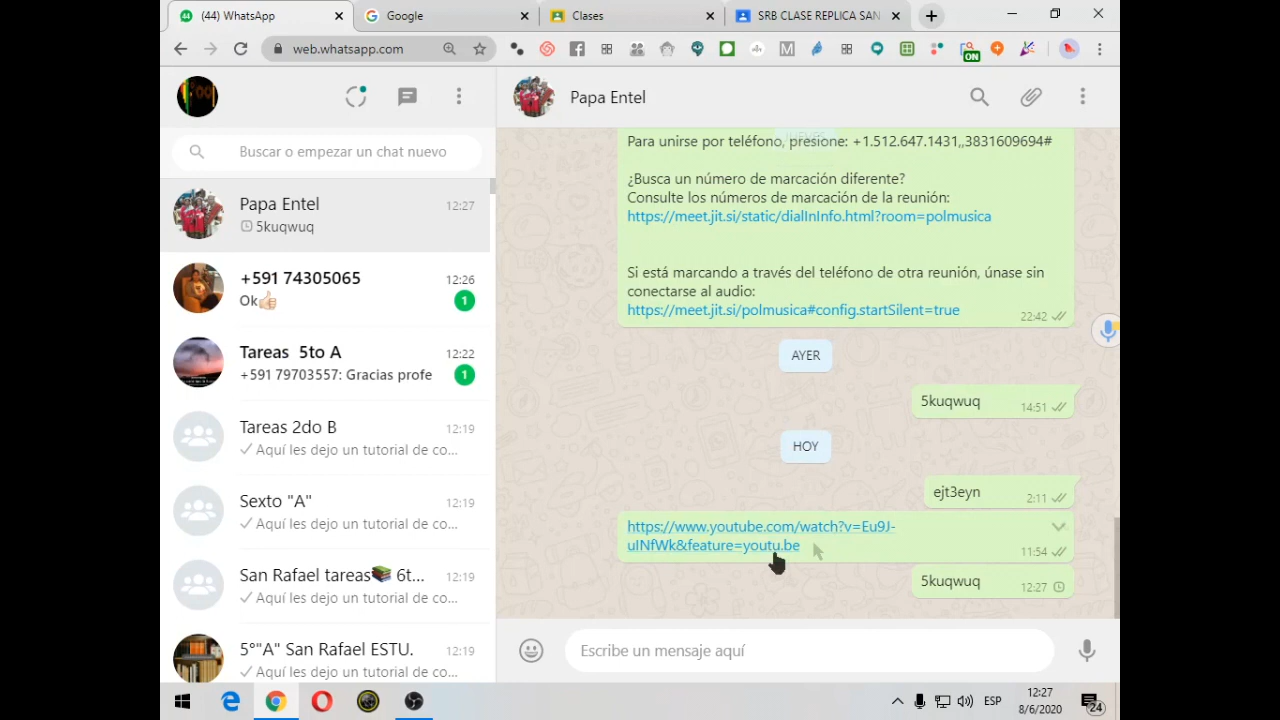 (44) WhatsApp
Google
Clases
SRB CLASE REPLICA SAN
web.whatsapp.com
ON
Buscar o empezar un chat nuevo
Papa Entel
12:27
5kuqwuq
+591 74305065
12:26
Ok👍🏻
1
Tareas 5to A
12:22
+591 79703557: Gracias profe
1
Tareas 2do B
12:19
Aquí les dejo un tutorial de co...
Sexto "A"
12:19
Aquí les dejo un tutorial de co...
San Rafael tareas📚 6t...
12:19
Aquí les dejo un tutorial de co...
5°"A" San Rafael ESTU.
12:19
Aquí les dejo un tutorial de co...
Papa Entel
JUEVES
Para unirse por teléfono, presione: +1.512.647.1431,,3831609694#
¿Busca un número de marcación diferente?
Consulte los números de marcación de la reunión:
https://meet.jit.si/static/dialInInfo.html?room=polmusica
Si está marcando a través del teléfono de otra reunión, únase sin
conectarse al audio:
https://meet.jit.si/polmusica#config.startSilent=true
22:42
AYER
5kuqwuq
14:51
HOY
ejt3eyn
2:11
https://www.youtube.com/watch?v=Eu9J-
uINfWk&feature=youtu.be
11:54
5kuqwuq
12:27
Escribe un mensaje aquí
ESP
12:27
8/6/2020
24